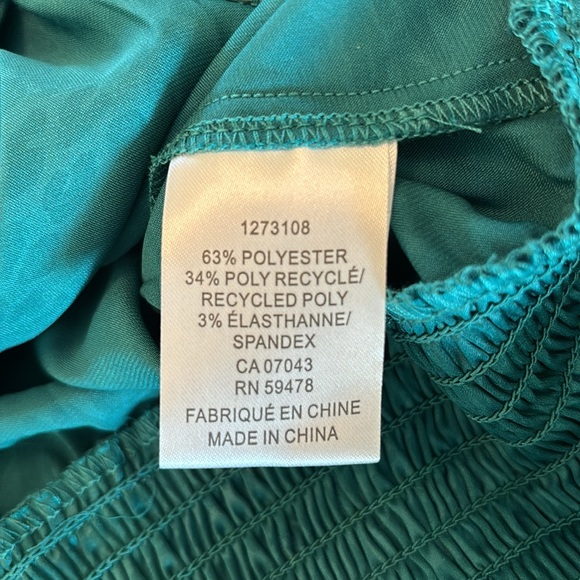 1273108
63% POLYESTER
34% POLY RECYCLÉ/
RECYCLED POLY
3% ÉLASTHANNE/
SPANDEX
CA 07043
RN 59478
FABRIQUÉ EN CHINE
MADE IN CHINA